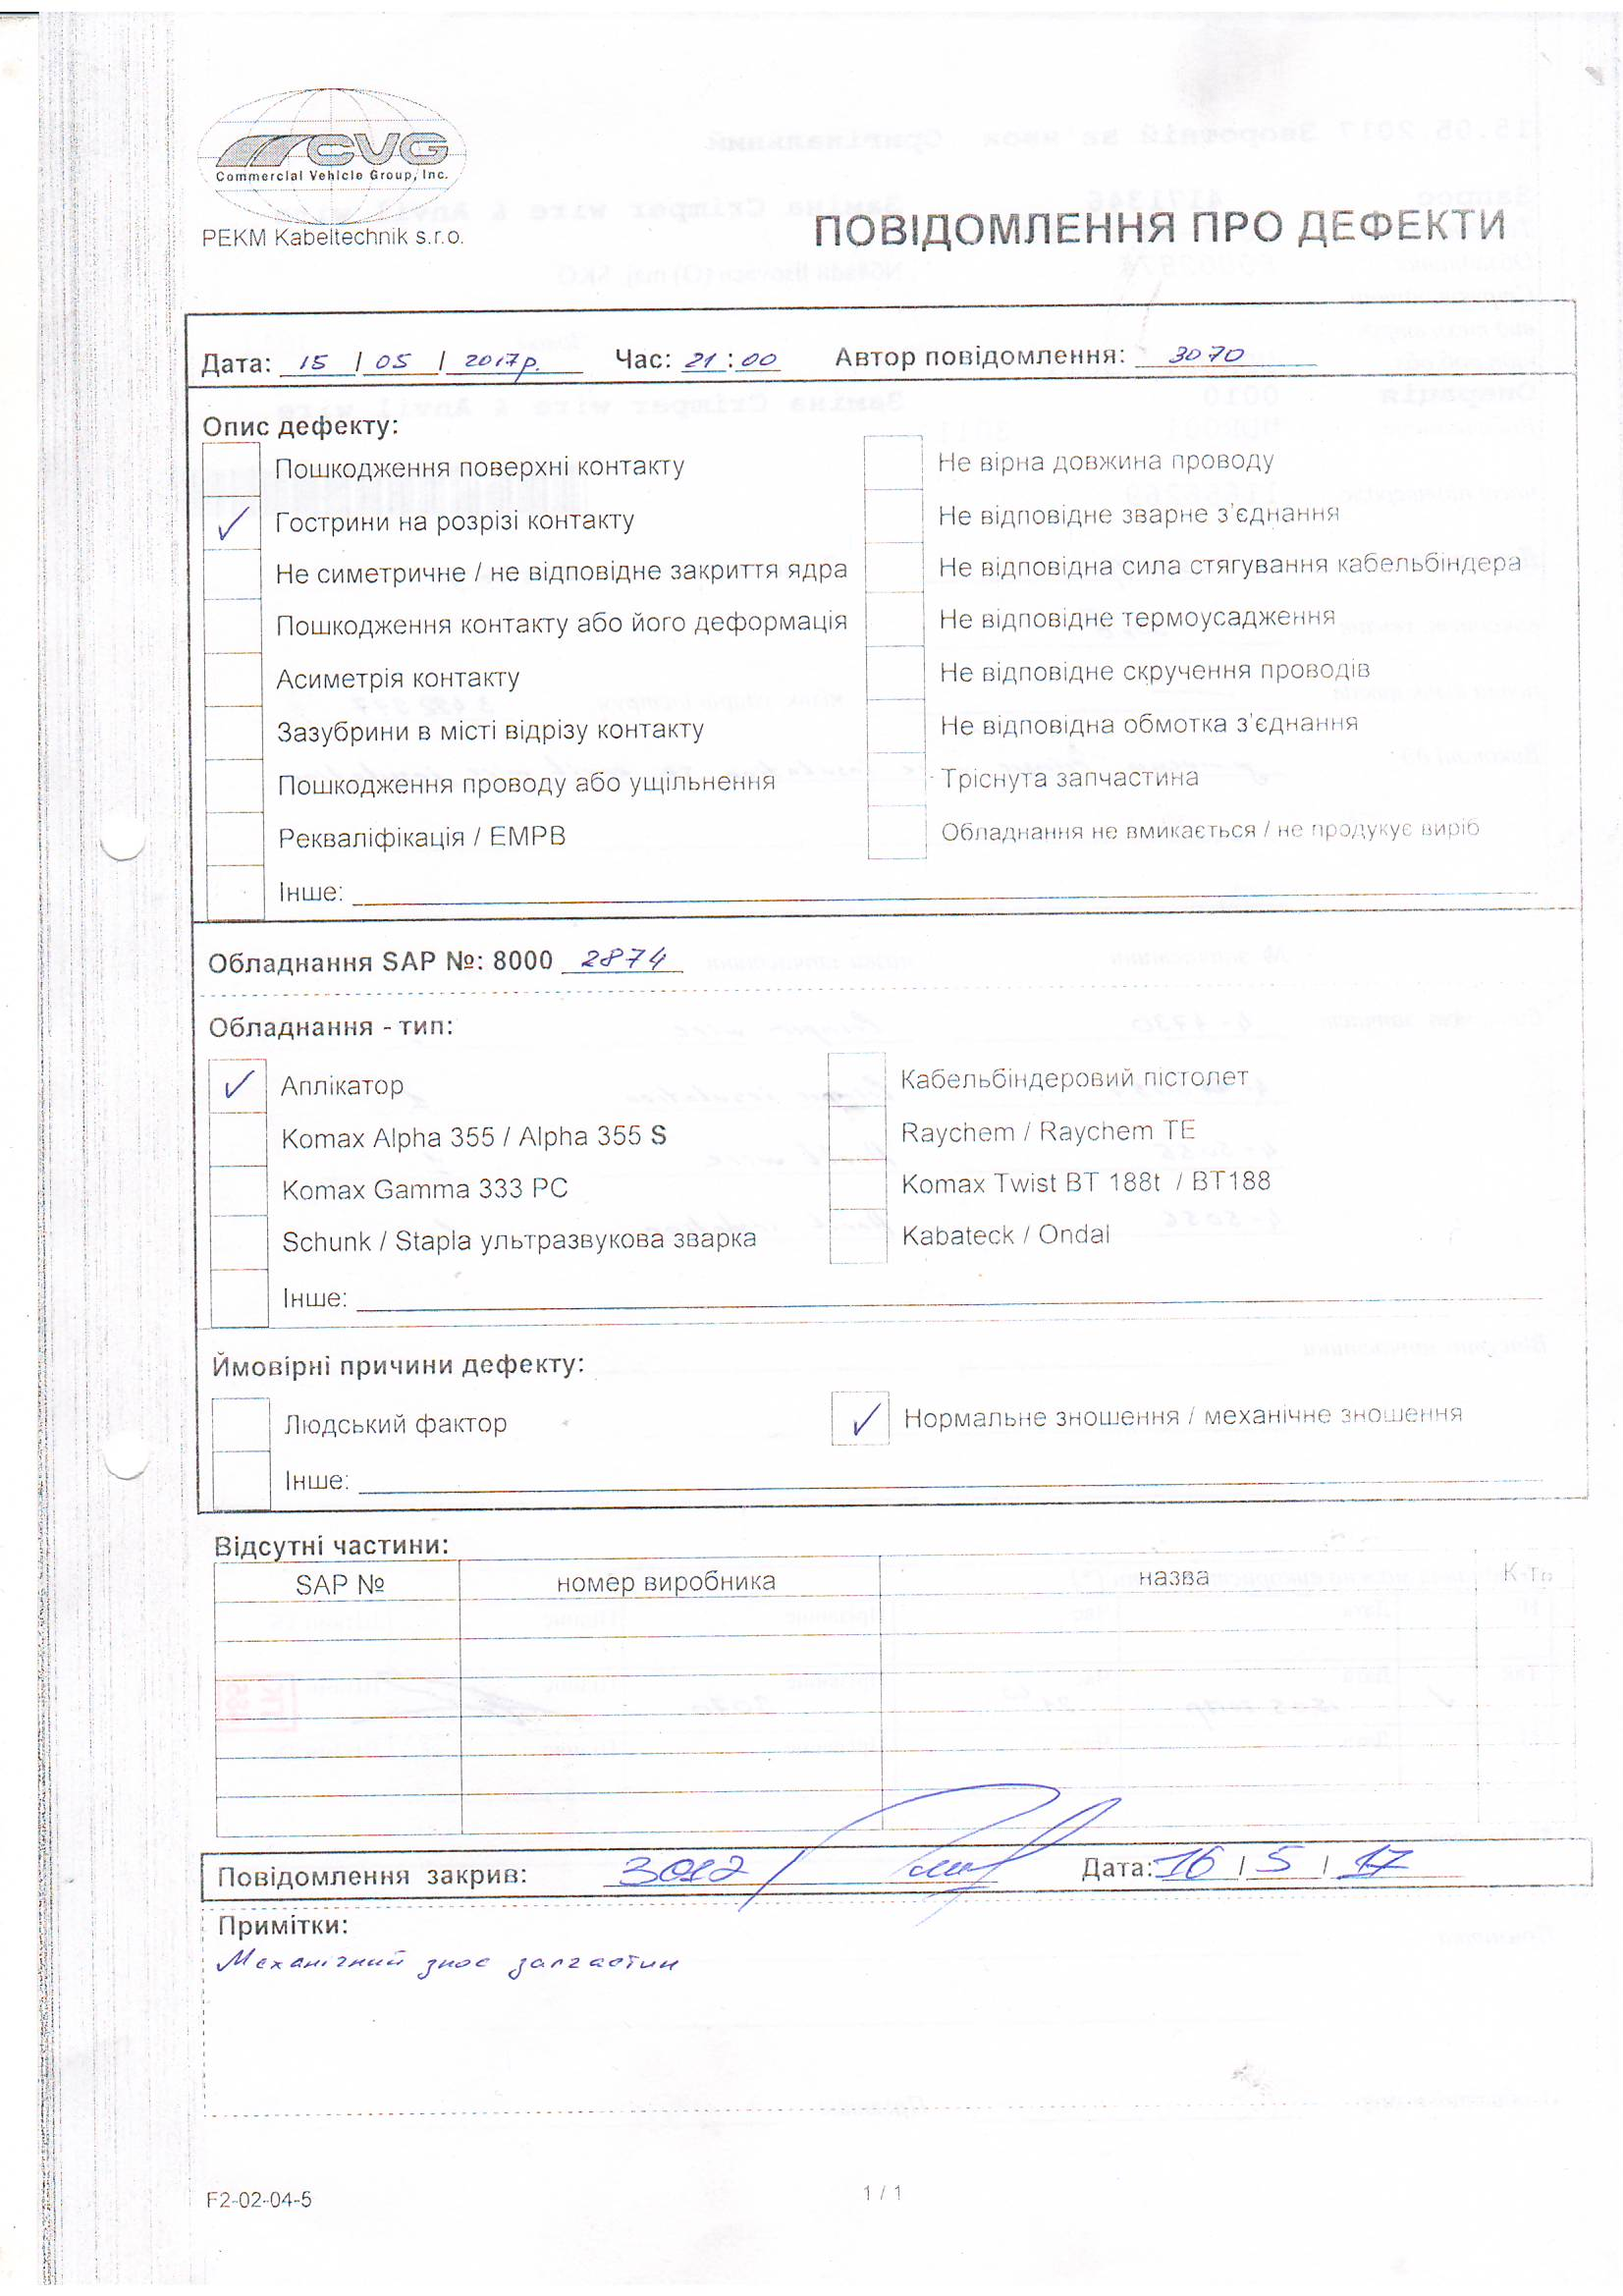 CVG
Commercial Vehicle Group, Inc.
PEKM Kabeltechnik s.r.o.
ПОВІДОМЛЕННЯ ПРО ДЕФЕКТИ
Дата: 15 / 05 / 2017р. Час: 21 : 00 Автор повідомлення: 3070
Опис дефекту:
Пошкодження поверхні контакту Не вірна довжина проводу
✓ Гострини на розрізі контакту Не відповідне зварне з'єднання
Не симетричне / не відповідне закриття ядра Не відповідна сила стягування кабельбіндера
Пошкодження контакту або його деформація Не відповідне термоусадження
Асиметрія контакту Не відповідне скручення проводів
Зазубрини в місті відрізу контакту Не відповідна обмотка з'єднання
Пошкодження проводу або ущільнення Тріснута запчастина
Рекваліфікація / EMPB Обладнання не вмикається / не продукує виріб
Інше:
Обладнання SAP №: 8000 2874
Обладнання - тип:
✓ Аплікатор Кабельбіндеровий пістолет
Komax Alpha 355 / Alpha 355 S Raychem / Raychem TE
Komax Gamma 333 PC Komax Twist BT 188t / BT188
Schunk / Stapla ультразвукова зварка Kabateck / Ondal
Інше:
Ймовірні причини дефекту:
Людський фактор ✓ Нормальне зношення / механічне зношення
Інше:
Відсутні частини:
SAP № номер виробника назва К-ть
Повідомлення закрив: 3012 / Дата: 16 / 5 / 17
Примітки:
Механічний знос запчастин
F2-02-04-5 1 / 1